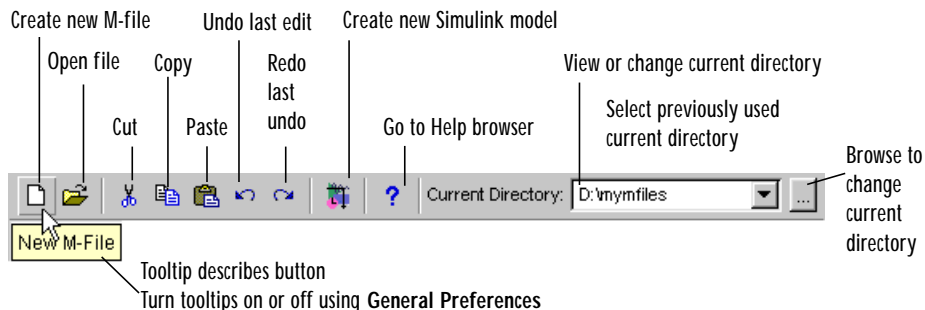 Create new M-file
Undo last edit
Create new Simulink model
Open file
Copy
Redo
last
undo
View or change current directory
Cut
Paste
Go to Help browser
Select previously used
current directory
Browse to
change
current
directory
? Current Directory: D:\mymfiles ...
New M-File
Tooltip describes button
Turn tooltips on or off using General Preferences